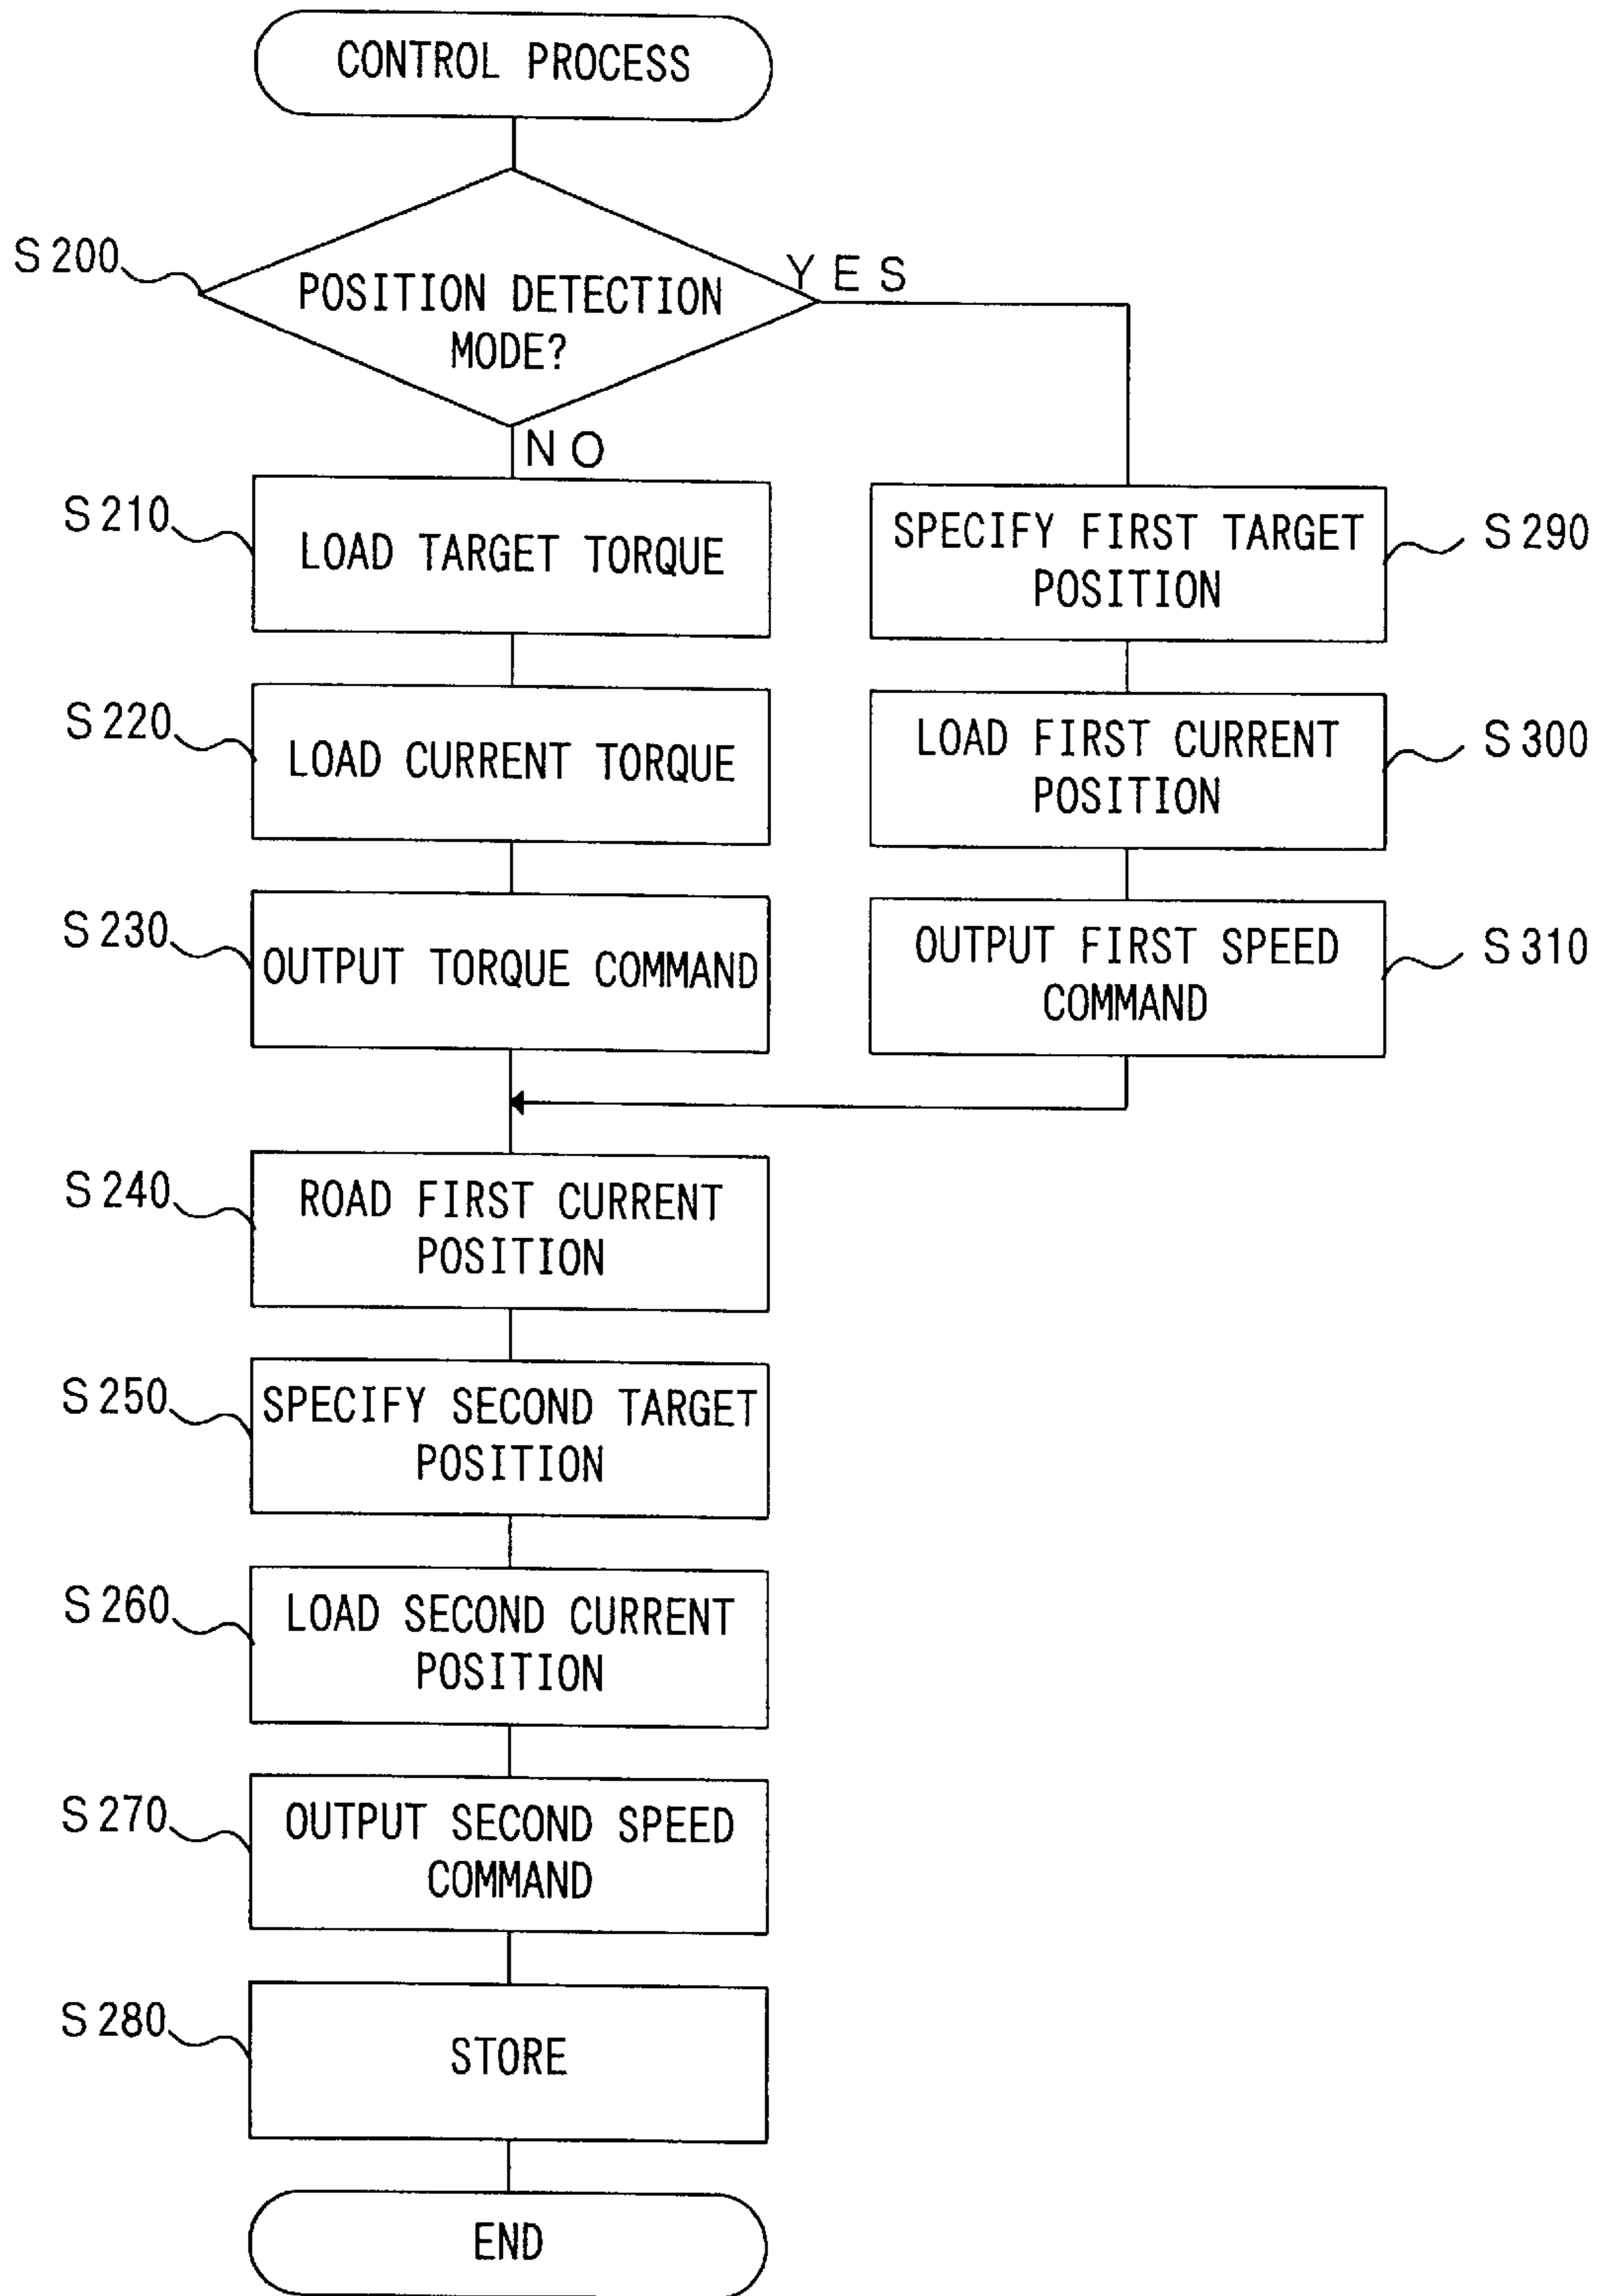 CONTROL PROCESS
S200
POSITION DETECTION
MODE?
YES
NO
S210
LOAD TARGET TORQUE
S220
LOAD CURRENT TORQUE
S230
OUTPUT TORQUE COMMAND
SPECIFY FIRST TARGET
POSITION
S290
LOAD FIRST CURRENT
POSITION
S300
OUTPUT FIRST SPEED
COMMAND
S310
S240
ROAD FIRST CURRENT
POSITION
S250
SPECIFY SECOND TARGET
POSITION
S260
LOAD SECOND CURRENT
POSITION
S270
OUTPUT SECOND SPEED
COMMAND
S280
STORE
END